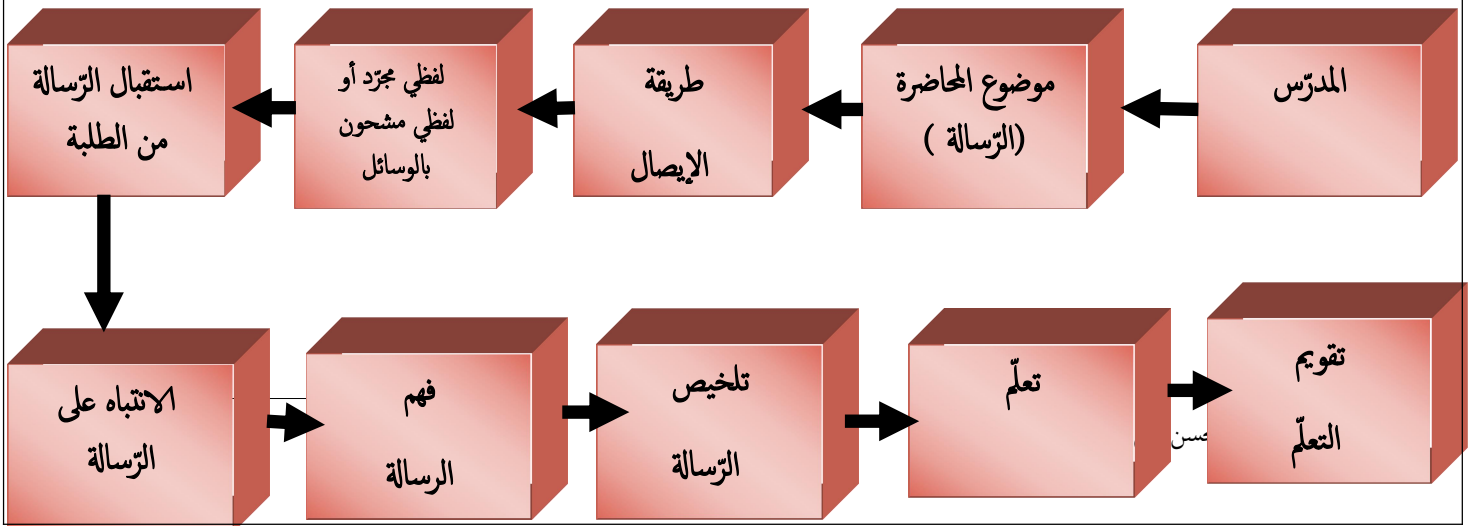 المدرّس
موضوع المحاضرة
(الرّسالة )
طريقة
الإيصال
لفظي مجرّد أو
لفظي مشحون
بالوسائل
استقبال الرّسالة
من الطلبة
الانتباه على
الرّسالة
فهم
الرسالة
تلخيص
الرّسالة
تعلّم
تقويم
التعلّم